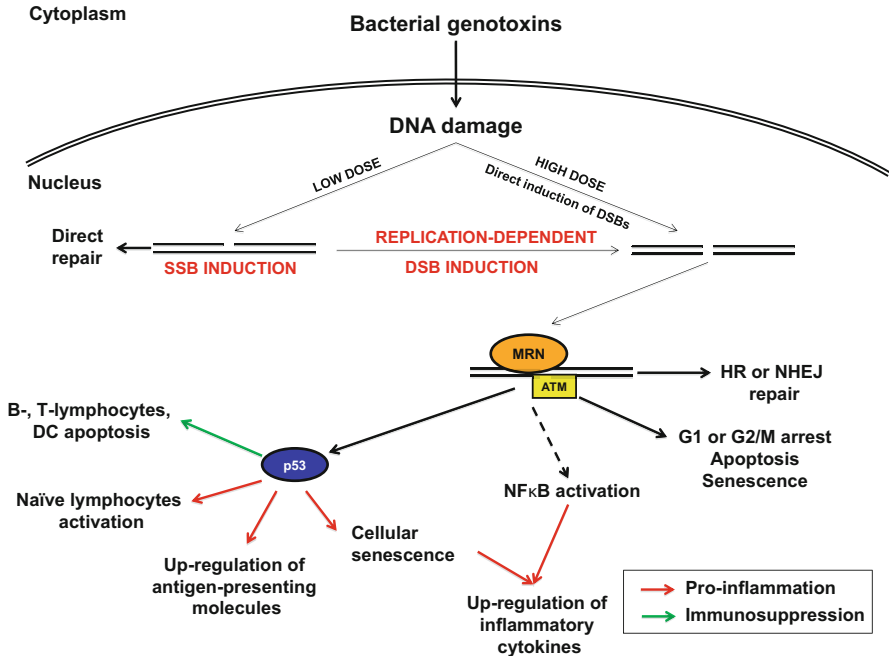 Cytoplasm
Bacterial genotoxins
DNA damage
Nucleus
LOW DOSE
HIGH DOSE
Direct induction of DSBs
Direct
repair
SSB INDUCTION
REPLICATION-DEPENDENT
DSB INDUCTION
MRN
ATM
HR or NHEJ
repair
B-, T-lymphocytes,
DC apoptosis
p53
G1 or G2/M arrest
Apoptosis
Senescence
Naïve lymphocytes
activation
NFκB activation
Cellular
senescence
Up-regulation of
antigen-presenting
molecules
Up-regulation of
inflammatory
cytokines
Pro-inflammation
Immunosuppression